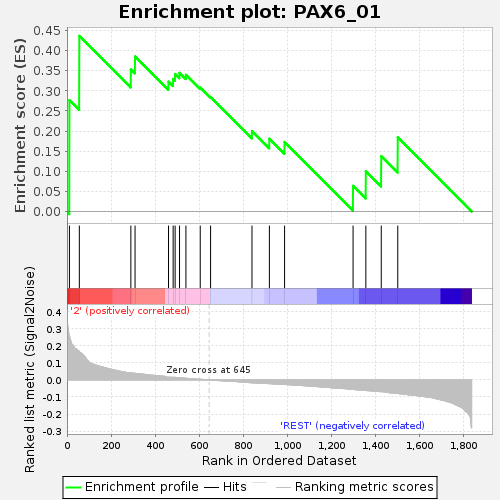 Enrichment plot: PAX6_01
Enrichment score (ES)
0.45
0.40
0.35
0.30
0.25
0.20
0.15
0.10
0.05
0.00
'2' (positively correlated)
Zero cross at 645
'REST' (negatively correlated)
Ranked list metric (Signal2Noise)
0.4
0.3
0.2
0.1
0.0
-0.1
-0.2
-0.3
0 200 400 600 800 1,000 1,200 1,400 1,600 1,800
Rank in Ordered Dataset
Enrichment profile Hits Ranking metric scores